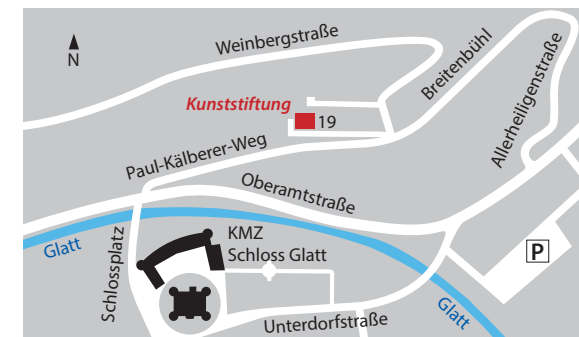 N
Weinbergstraße
Breitenbühl
Allerheiligenstraße
Kunststiftung
19
Paul-Kälberer-Weg
Oberamtstraße
Glatt
Schlossplatz
KMZ
Schloss Glatt
P
Glatt
Unterdorfstraße